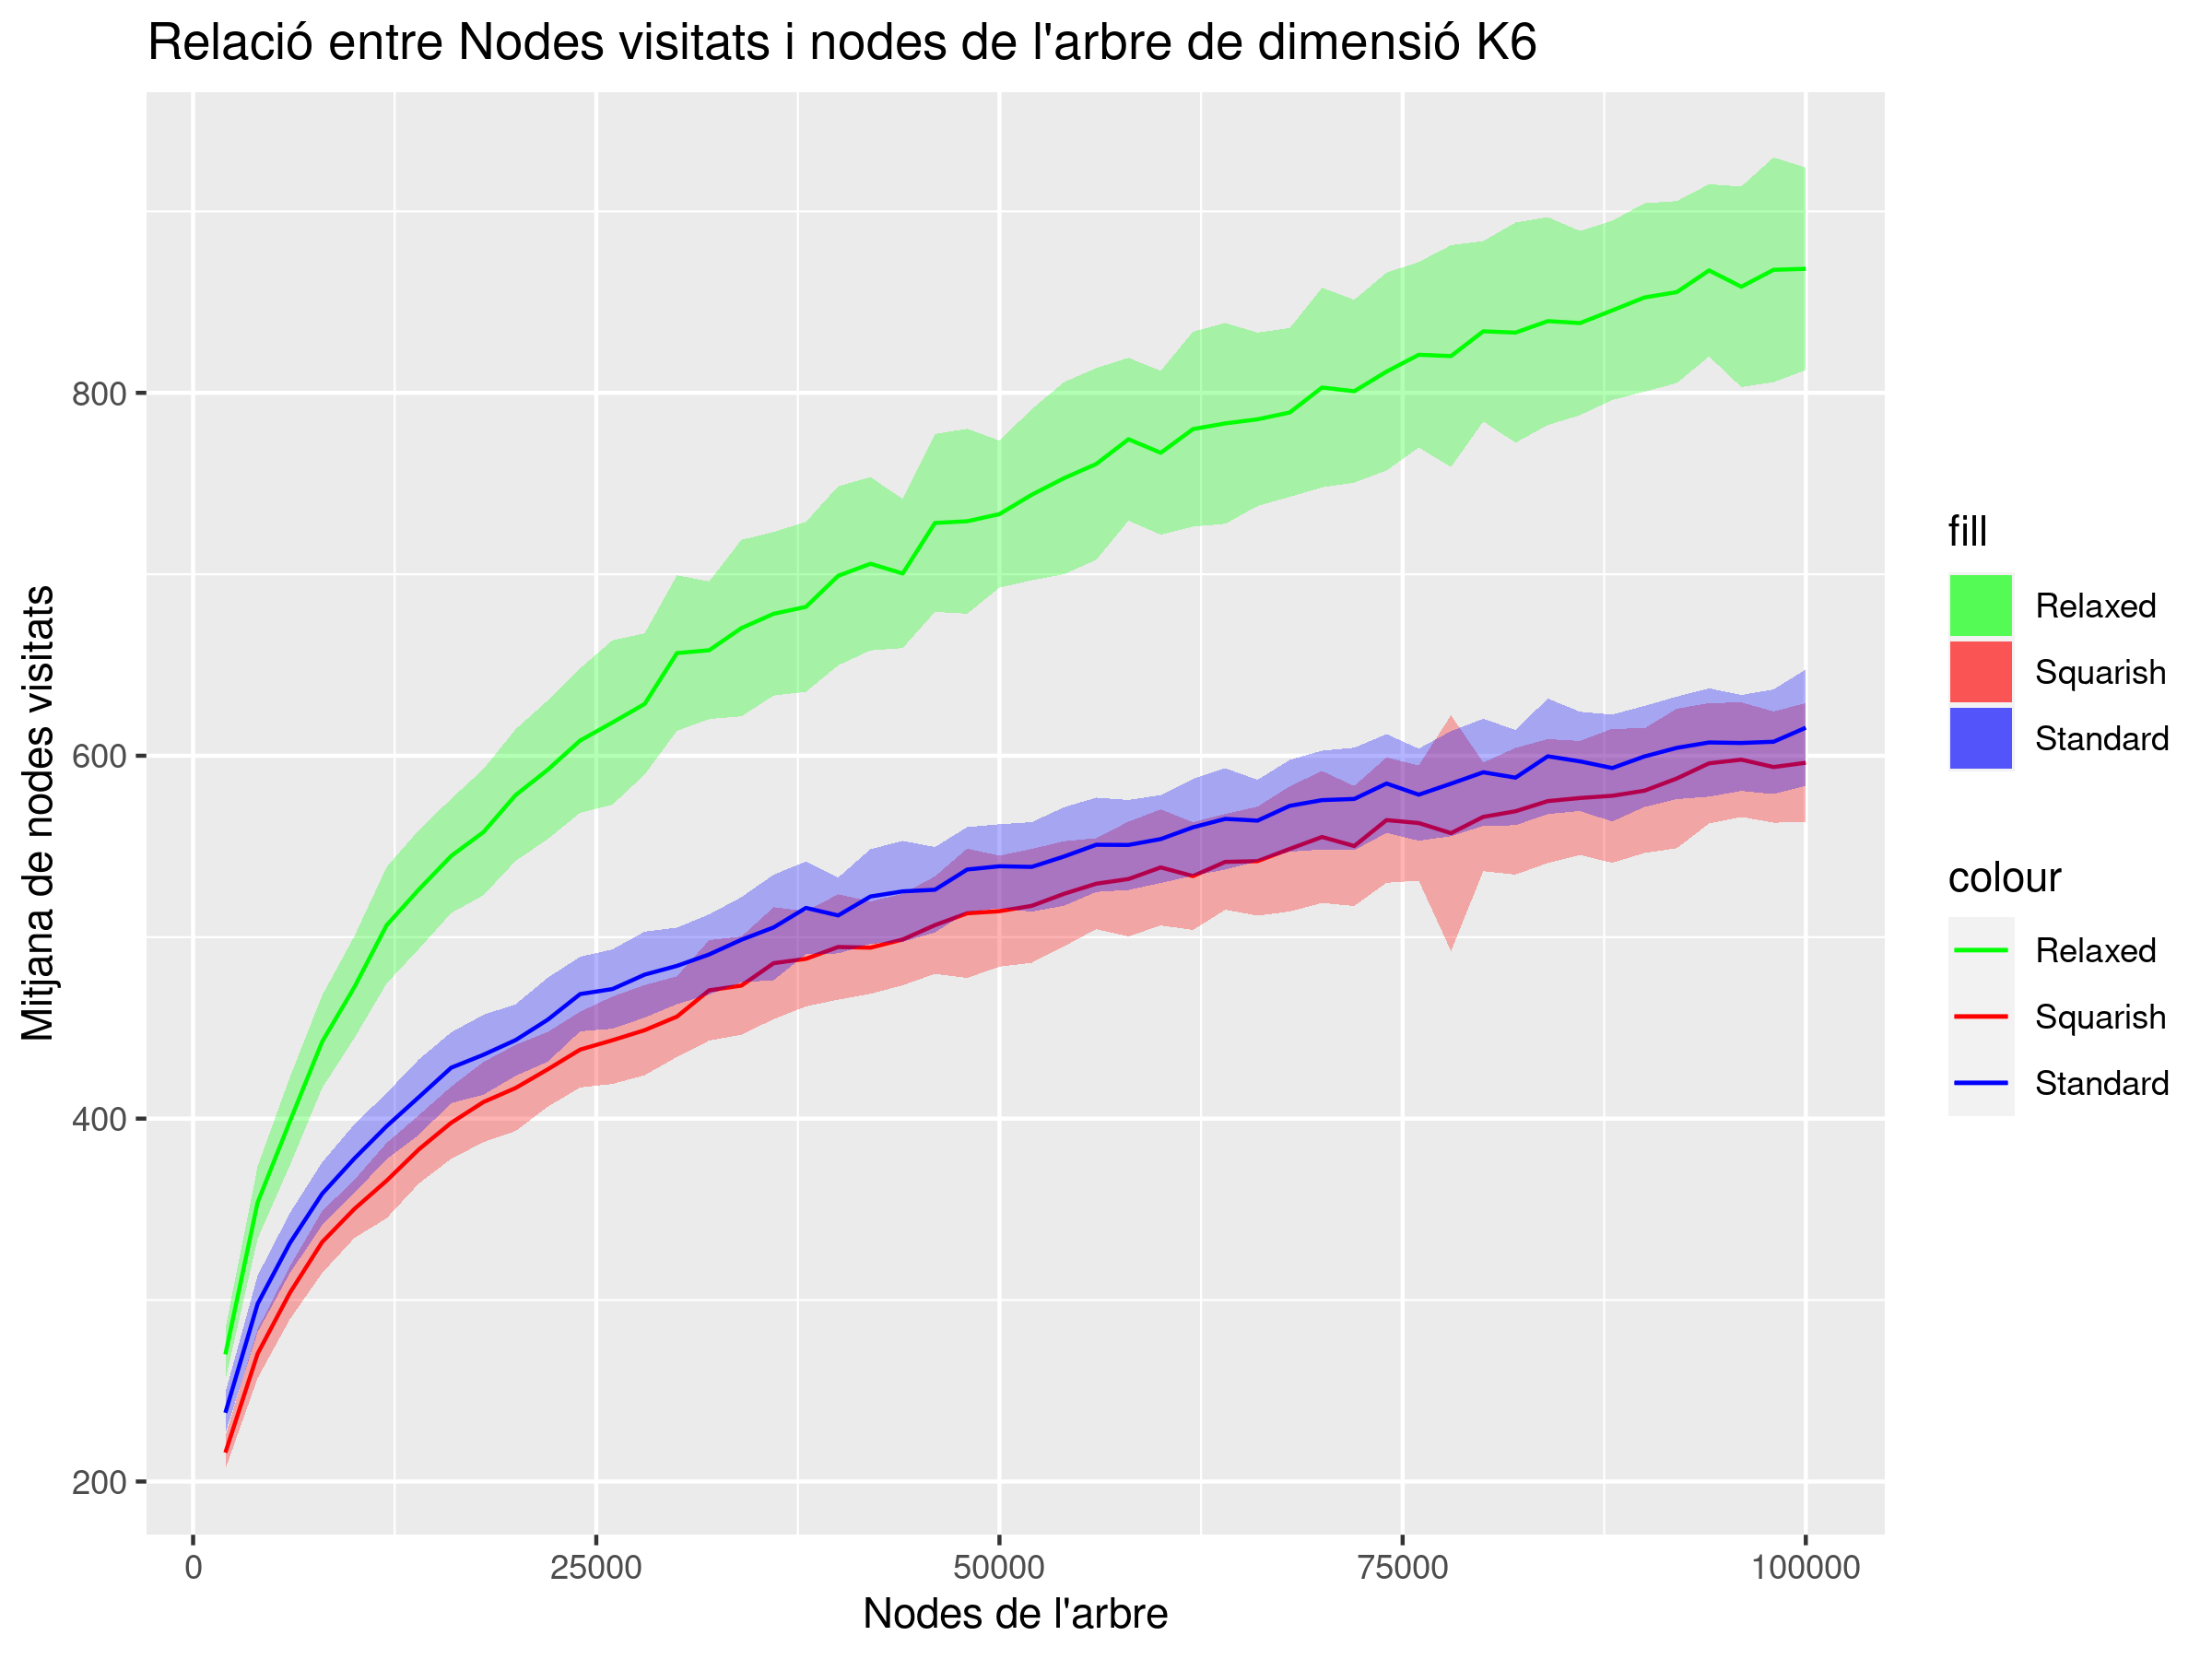 Relació entre Nodes visitats i nodes de l'arbre de dimensió K6
Mitjana de nodes visitats
800
600
400
200
0
25000
50000
75000
100000
Nodes de l'arbre
fill
Relaxed
Squarish
Standard
colour
Relaxed
Squarish
Standard